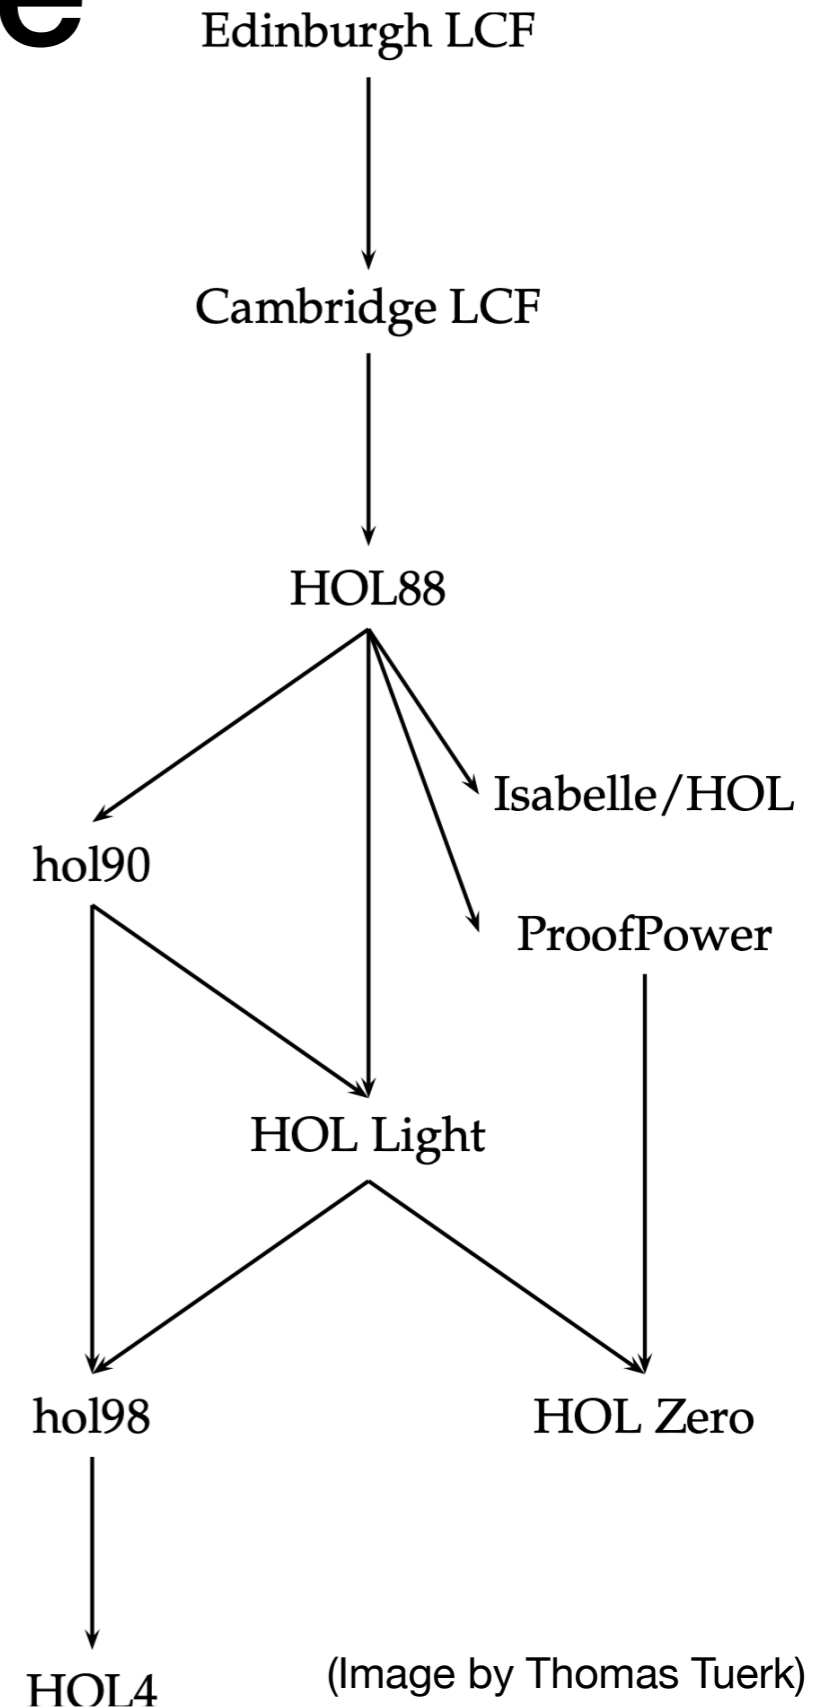 e
Edinburgh LCF
Cambridge LCF
HOL88
Isabelle/HOL
hol90
ProofPower
HOL Light
hol98
HOL Zero
HOL4
(Image by Thomas Tuerk)